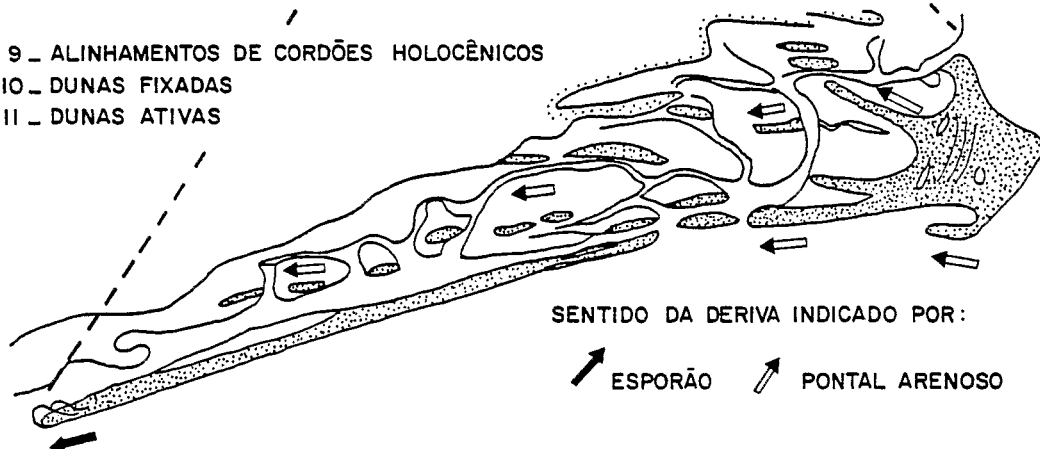 9 _ ALINHAMENTOS DE CORDÕES HOLOCÊNICOS
10 _ DUNAS FIXADAS
11 _ DUNAS ATIVAS
SENTIDO DA DERIVA INDICADO POR:
ESPORÃO PONTAL ARENOSO